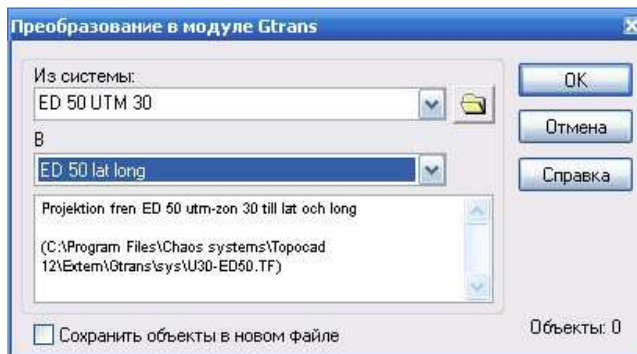 Преобразование в модуле Gtrans
Из системы:
ED 50 UTM 30
В
ED 50 lat long
Projektion fren ED 50 utm-zon 30 till lat och long
(C:\Program Files\Chaos systems\Topocad
12\Extern\Gtrans\sys\U30-ED50.TF)
Сохранить объекты в новом файле
ОК
Отмена
Справка
Объекты: 0